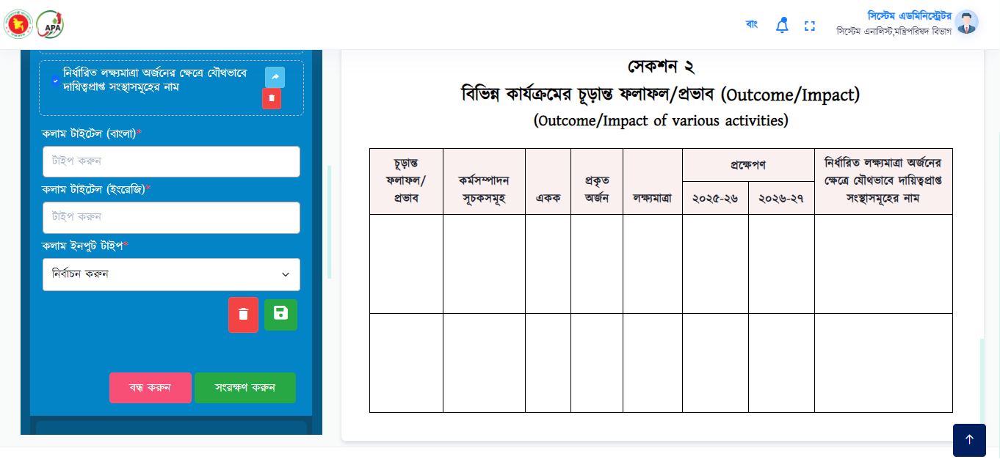 APA
বাং
সিস্টেম এডমিনিস্ট্রেটর
সিস্টেম এনালিস্ট,মন্ত্রিপরিষদ বিভাগ
নির্ধারিত লক্ষ্যমাত্রা অর্জনের ক্ষেত্রে যৌথভাবে
দায়িত্বপ্রাপ্ত সংস্থাসমূহের নাম
কলাম টাইটেল (বাংলা)*
টাইপ করুন
কলাম টাইটেল (ইংরেজি)*
টাইপ করুন
কলাম ইনপুট টাইপ*
নির্বাচন করুন
বন্ধ করুন
সংরক্ষণ করুন
সেকশন ২
বিভিন্ন কার্যক্রমের চূড়ান্ত ফলাফল/প্রভাব (Outcome/Impact)
(Outcome/Impact of various activities)
চূড়ান্ত
ফলাফল/
প্রভাব
কর্মসম্পাদন
সূচকসমূহ
একক
প্রকৃত
অর্জন
লক্ষ্যমাত্রা
প্রক্ষেপণ
২০২৫-২৬
২০২৬-২৭
নির্ধারিত লক্ষ্যমাত্রা অর্জনের
ক্ষেত্রে যৌথভাবে দায়িত্বপ্রাপ্ত
সংস্থাসমূহের নাম